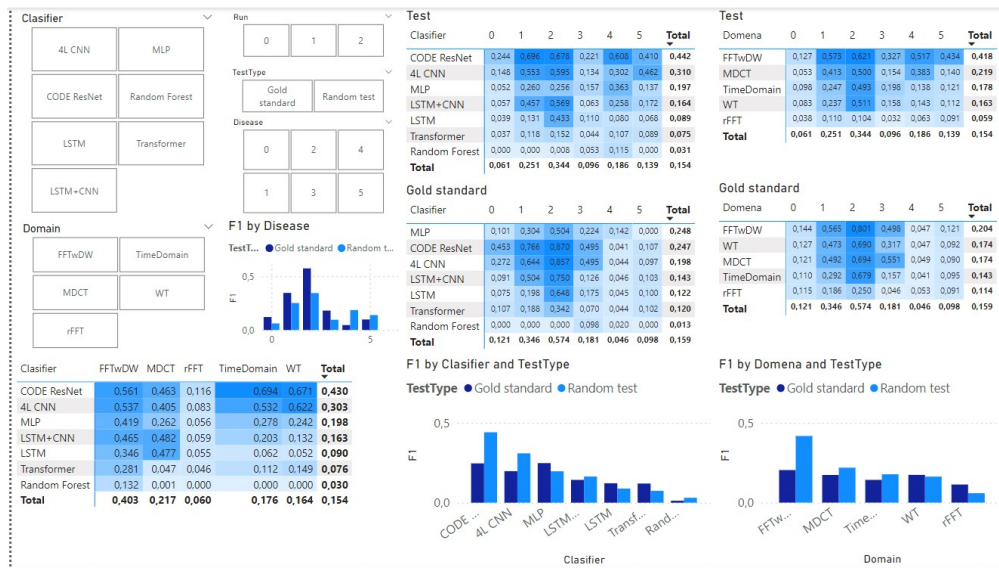 Clasifier
4L CNN MLP
CODE ResNet Random Forest
LSTM Transformer
LSTM+CNN
Domain
FFTwDW TimeDomain
MDCT WT
rFFT
Run
0 1 2
TestType
Gold standard Random test
Disease
0 2 4
1 3 5
F1 by Disease
TestT... Gold standard Random t...
F1
0,5
0,0
0 5
Clasifier FFTwDW MDCT rFFT TimeDomain WT Total
CODE ResNet 0,561 0,463 0,116 0,694 0,671 0,430
4L CNN 0,537 0,405 0,083 0,532 0,622 0,303
MLP 0,419 0,262 0,056 0,278 0,242 0,198
LSTM+CNN 0,465 0,482 0,059 0,203 0,132 0,163
LSTM 0,346 0,477 0,055 0,062 0,052 0,090
Transformer 0,281 0,047 0,046 0,112 0,149 0,076
Random Forest 0,132 0,001 0,000 0,000 0,000 0,030
Total 0,403 0,217 0,060 0,176 0,164 0,154
Test
Clasifier 0 1 2 3 4 5 Total
CODE ResNet 0,244 0,696 0,678 0,221 0,608 0,410 0,442
4L CNN 0,148 0,553 0,595 0,134 0,302 0,462 0,310
MLP 0,052 0,260 0,256 0,157 0,363 0,137 0,197
LSTM+CNN 0,057 0,457 0,569 0,063 0,258 0,172 0,164
LSTM 0,039 0,131 0,433 0,110 0,080 0,068 0,089
Transformer 0,037 0,118 0,152 0,044 0,107 0,089 0,075
Random Forest 0,000 0,000 0,008 0,053 0,115 0,000 0,031
Total 0,061 0,251 0,344 0,096 0,186 0,139 0,154
Gold standard
Clasifier 0 1 2 3 4 5 Total
MLP 0,101 0,304 0,504 0,224 0,142 0,000 0,248
CODE ResNet 0,453 0,766 0,870 0,495 0,041 0,107 0,247
4L CNN 0,272 0,644 0,857 0,495 0,044 0,097 0,198
LSTM+CNN 0,091 0,504 0,750 0,126 0,046 0,103 0,143
LSTM 0,075 0,198 0,648 0,175 0,045 0,100 0,122
Transformer 0,107 0,188 0,342 0,070 0,044 0,102 0,120
Random Forest 0,000 0,000 0,000 0,098 0,020 0,000 0,013
Total 0,121 0,346 0,574 0,181 0,046 0,098 0,159
F1 by Clasifier and TestType
TestType Gold standard Random test
F1
0,5
0,0
CODE ... 4L CNN MLP LSTM... LSTM Transf... Rand...
Clasifier
Test
Domena 0 1 2 3 4 5 Total
FFTwDW 0,127 0,573 0,621 0,327 0,517 0,434 0,418
MDCT 0,053 0,413 0,500 0,154 0,383 0,140 0,219
TimeDomain 0,098 0,247 0,493 0,198 0,138 0,121 0,178
WT 0,083 0,237 0,511 0,158 0,143 0,112 0,163
rFFT 0,038 0,110 0,104 0,032 0,063 0,091 0,059
Total 0,061 0,251 0,344 0,096 0,186 0,139 0,154
Gold standard
Domena 0 1 2 3 4 5 Total
FFTwDW 0,144 0,565 0,801 0,498 0,047 0,121 0,204
WT 0,127 0,473 0,690 0,317 0,047 0,092 0,174
MDCT 0,121 0,492 0,694 0,551 0,049 0,090 0,174
TimeDomain 0,110 0,292 0,679 0,157 0,041 0,095 0,143
rFFT 0,115 0,186 0,250 0,046 0,053 0,091 0,114
Total 0,121 0,346 0,574 0,181 0,046 0,098 0,159
F1 by Domena and TestType
TestType Gold standard Random test
F1
0,5
0,0
FFTw... MDCT Time... WT rFFT
Domain